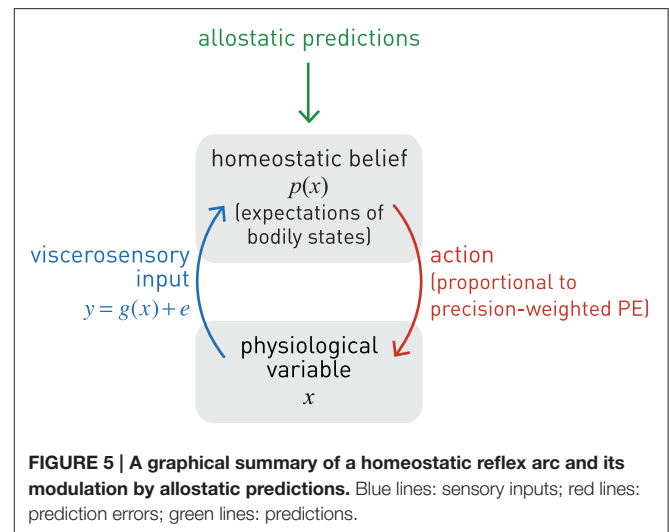 allostatic predictions
homeostatic belief
p(x)
(expectations of
bodily states)
viscerosensory
input
y = g(x) + e
action
(proportional to
precision-weighted PE)
physiological
variable
x
FIGURE 5 | A graphical summary of a homeostatic reflex arc and its
modulation by allostatic predictions. Blue lines: sensory inputs; red lines:
prediction errors; green lines: predictions.